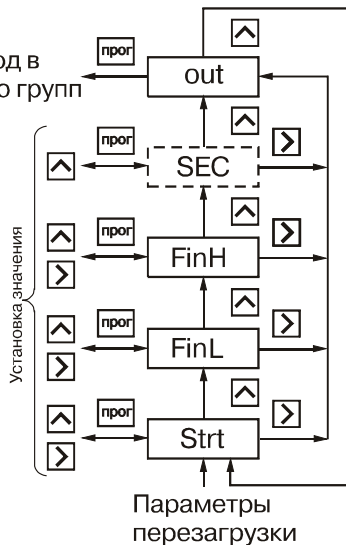 прог
од в
о групп
out
прог
SEC
прог
FinH
прог
FinL
прог
Strt
Установка значения
Параметры
перезагрузки